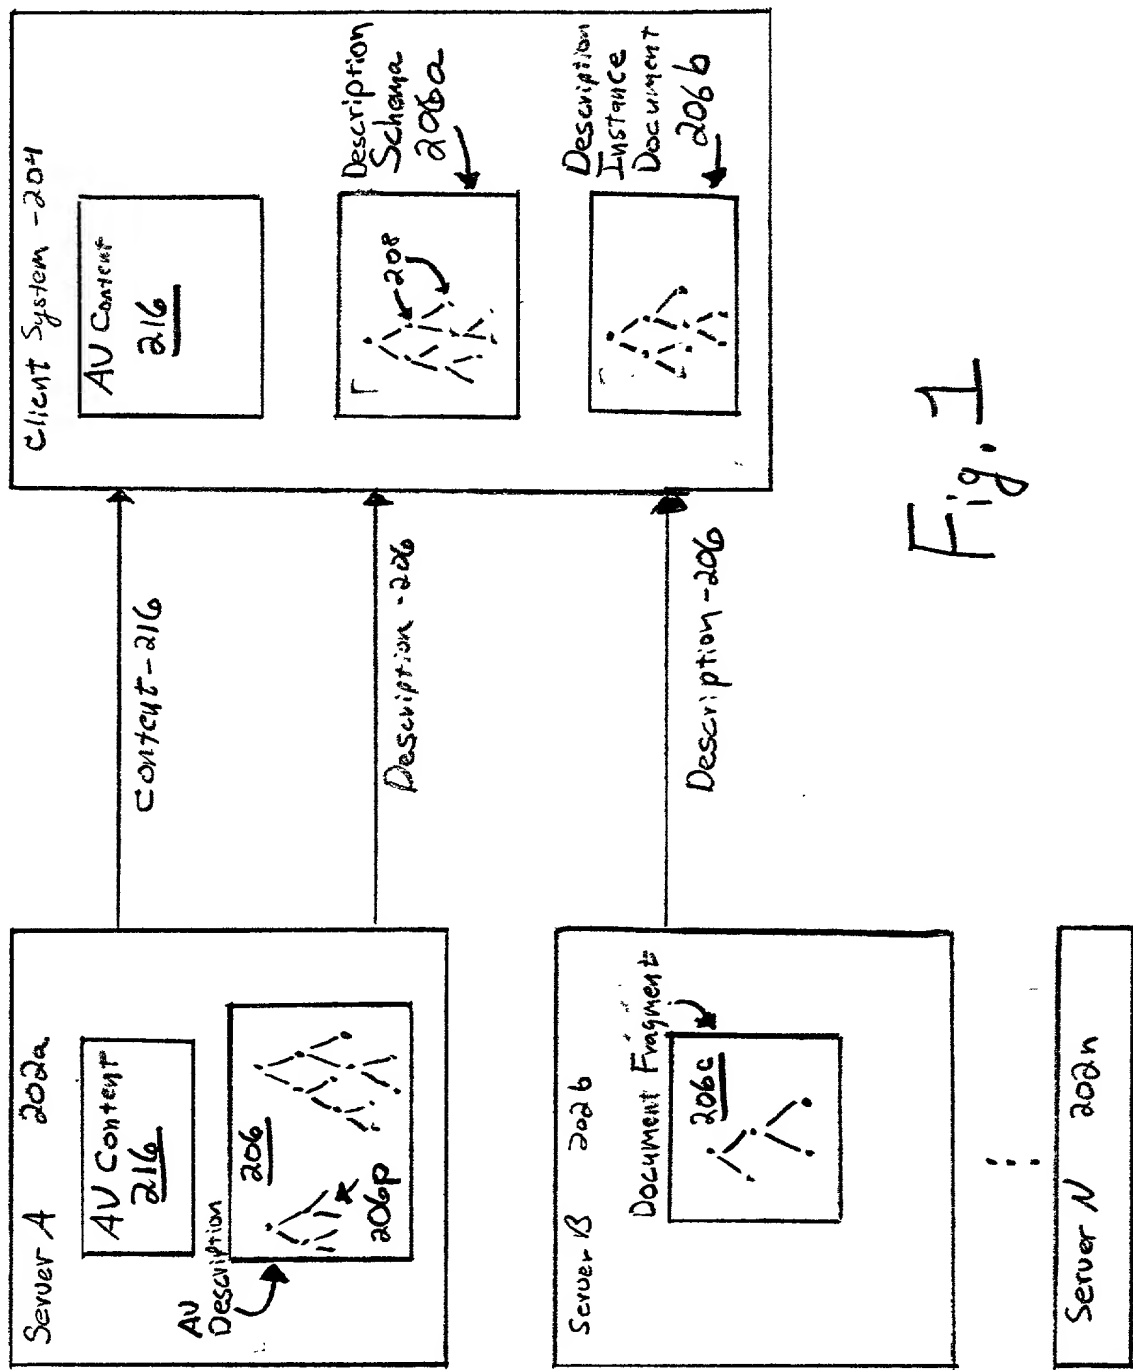 Client System - 204
AV Content
216
Description
Schema
206a
208
Description
Instance
Document
206b
Content - 216
Description - 206
Description - 206
Server A 202a
AV Content
216
AV
Description
206
206p
Server B 202b
Document Fragment
206c
Server N 202n
Fig. 1